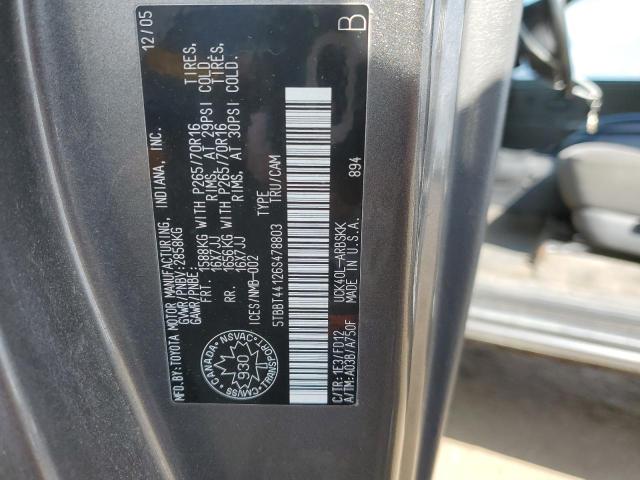 MFD.BY: TOYOTA MOTOR MANUFACTURING, INDIANA, INC. 12/05
GVWR/PNBV: 2858KG
GAWR/PNBE:
FRT. 1588KG WITH P265/70R16 TIRES.
16X7JJ RIMS. AT 29PSI COLD.
RR. 1656KG WITH P265/70R16 TIRES.
16X7JJ RIMS. AT 30PSI COLD.
ICES/NMB-002
TYPE
5TBBT44126S478803 TRU/CAM
CANADA
NSVAC
TRANSPORT
CMVSS
930
UCK40L-ARBSKK 894
C/TR: 1E3/FD12 MADE IN U.S.A.
A/TM: A03B/A750F
B